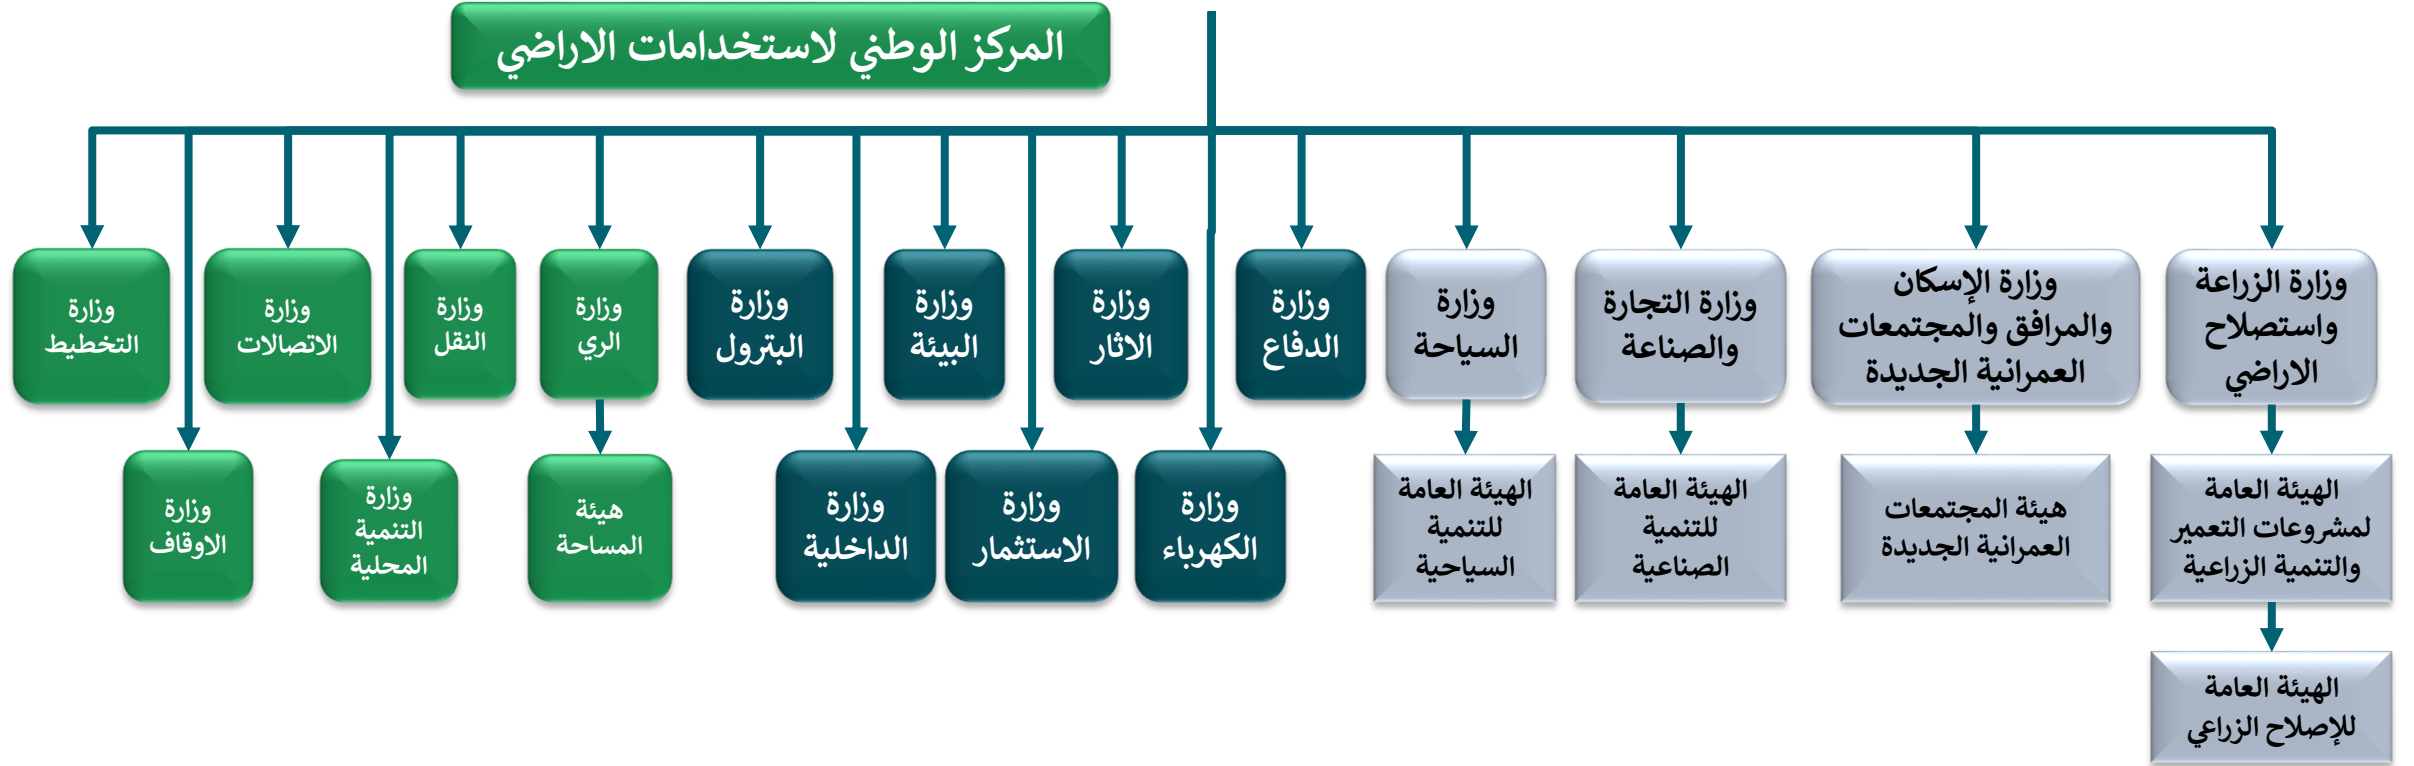 المركز الوطني لاستخدامات الاراضي
وزارة الزراعة
واستصلاح
الاراضي
وزارة الإسكان
والمرافق والمجتمعات
العمرانية الجديدة
وزارة التجارة
والصناعة
وزارة
السياحة
وزارة
الدفاع
وزارة
الاثار
وزارة
البيئة
وزارة
البترول
وزارة
الري
وزارة
النقل
وزارة
الاتصالات
وزارة
التخطيط
الهيئة العامة
لمشروعات التعمير
والتنمية الزراعية
هيئة المجتمعات
العمرانية الجديدة
الهيئة العامة
للتنمية
الصناعية
الهيئة العامة
للتنمية
السياحية
وزارة
الكهرباء
وزارة
الاستثمار
وزارة
الداخلية
هيئة
المساحة
وزارة
التنمية
المحلية
وزارة
الاوقاف
الهيئة العامة
للإصلاح الزراعي